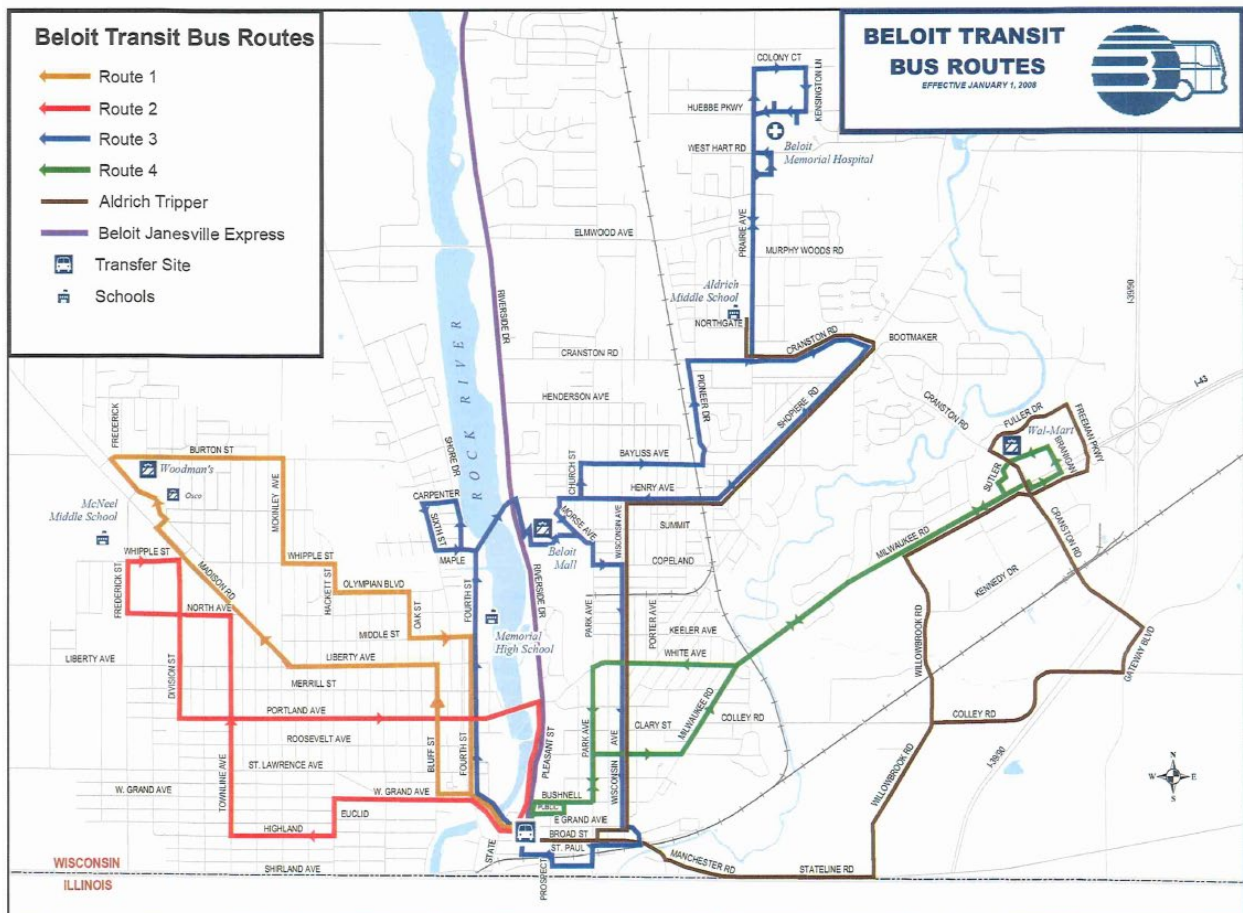 Beloit Transit Bus Routes
Route 1
Route 2
Route 3
Route 4
Aldrich Tripper
Beloit Janesville Express
Transfer Site
Schools
BELOIT TRANSIT
BUS ROUTES
EFFECTIVE JANUARY 1, 2008
COLONY CT
KENSINGTON LN
HUEBBE PKWY
WEST HART RD
Beloit
Memorial Hospital
PRAIRIE AVE
ELMWOOD AVE
MURPHY WOODS RD
I-39/90
Aldrich
Middle School
NORTHGATE
RIVERSIDE DR
CRANSTON RD
CRANSTON RD
BOOTMAKER
I-43
ROCK RIVER
PIONEER DR
HENDERSON AVE
SHOPIERE RD
CRANSTON RD
FULLER DR
FREEMAN PKWY
Wal-Mart
BRANIGAN
SUTLER
FREDERICK
BURTON ST
Woodman's
Osco
MCKINLEY AVE
SHORE DR
CHURCH ST
BAYLISS AVE
HENRY AVE
CARPENTER
SIXTH ST
MAPLE
MORSE AVE
WISCONSIN AVE
SUMMIT
COPELAND
Beloit
Mall
McNeel
Middle School
WHIPPLE ST
WHIPPLE ST
MADISON RD
HACKETT ST
OLYMPIAN BLVD
OAK ST
FOURTH ST
RIVERSIDE DR
MILWAUKEE RD
CRANSTON RD
KENNEDY DR
FREDERICK ST
NORTH AVE
MIDDLE ST
Memorial
High School
PARK AVE
PORTER AVE
KEELER AVE
WHITE AVE
WILLOWBROOK RD
GATEWAY BLVD
LIBERTY AVE
LIBERTY AVE
DIVISION ST
MERRILL ST
PORTLAND AVE
ROOSEVELT AVE
BLUFF ST
FOURTH ST
PLEASANT ST
PARK AVE
CLARY ST
MILWAUKEE RD
COLLEY RD
COLLEY RD
WISCONSIN AVE
WILLOWBROOK RD
I-39/90
ST. LAWRENCE AVE
TOWNLINE AVE
W. GRAND AVE
W. GRAND AVE
EUCLID
HIGHLAND
BUSHNELL
PUBLIC
E GRAND AVE
BROAD ST
ST. PAUL
STATE
PROSPECT
SHIRLAND AVE
MANCHESTER RD
STATELINE RD
N
W
E
S
WISCONSIN
ILLINOIS